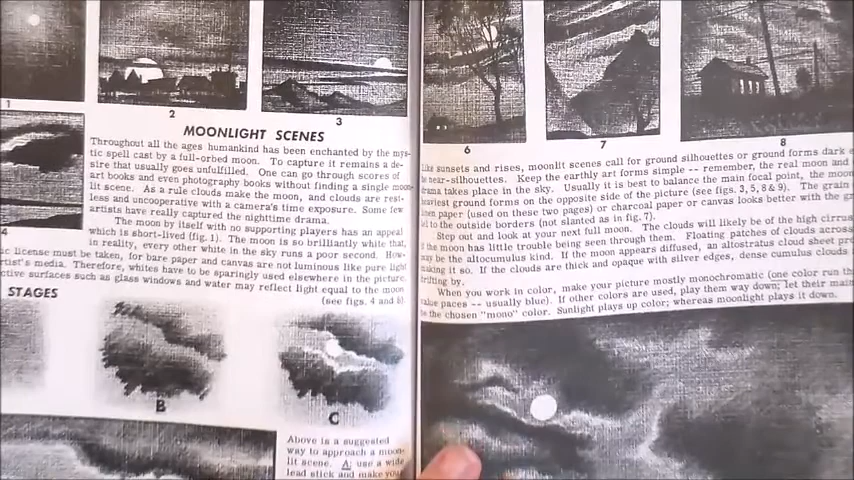 1
2
3
MOONLIGHT SCENES
Throughout all the ages humankind has been enchanted by the mys-
tic spell cast by a full-orbed moon. To capture it remains a de-
sire that usually goes unfulfilled. One can go through scores of
art books and even photography books without finding a single moon-
lit scene. As a rule clouds make the moon, and clouds are rest-
less and uncooperative with a camera's time exposure. Some few
artists have really captured the nighttime drama.
4
The moon by itself with no supporting players has an appeal
which is short-lived (fig. 1). The moon is so brilliantly white that,
in reality, every other white in the sky runs a poor second. How-
license must be taken, for bare paper and canvas are not luminous like pure light
artist's media. Therefore, whites have to be sparingly used elsewhere in the picture.
surfaces such as glass windows and water may reflect light equal to the moon
(see figs. 4 and 6).
STAGES
B
C
Above is a suggested
way to approach a moon-
lit scene. A: use a wide
lead stick and make your
6
7
8
like sunsets and rises, moonlit scenes call for ground silhouettes or ground forms dark
near-silhouettes. Keep the earthy art forms simple -- remember, the real moon and
drama takes place in the sky. Usually it is best to balance the main focal point, the moon
heaviest ground forms on the opposite side of the picture (see figs. 3, 5, 8 & 9). The grain
linen paper (used on these two pages) or charcoal paper or canvas looks better with the
to the outside borders (not slanted as in fig. 7).
Step out and look at your next full moon. The clouds will likely be of the high cirrus
the moon has little trouble being seen through them. Floating patches of clouds across
may be the altocumulus kind. If the moon appears diffused, an altostratus cloud sheet
making it so. If the clouds are thick and opaque with silver edges, dense cumulus clouds
drifting by.
When you work in color, make your picture mostly monochromatic (one color run
value paces -- usually blue). If other colors are used, play them way down; let their main
be the chosen "mono" color. Sunlight plays up color; whereas moonlight plays it down.